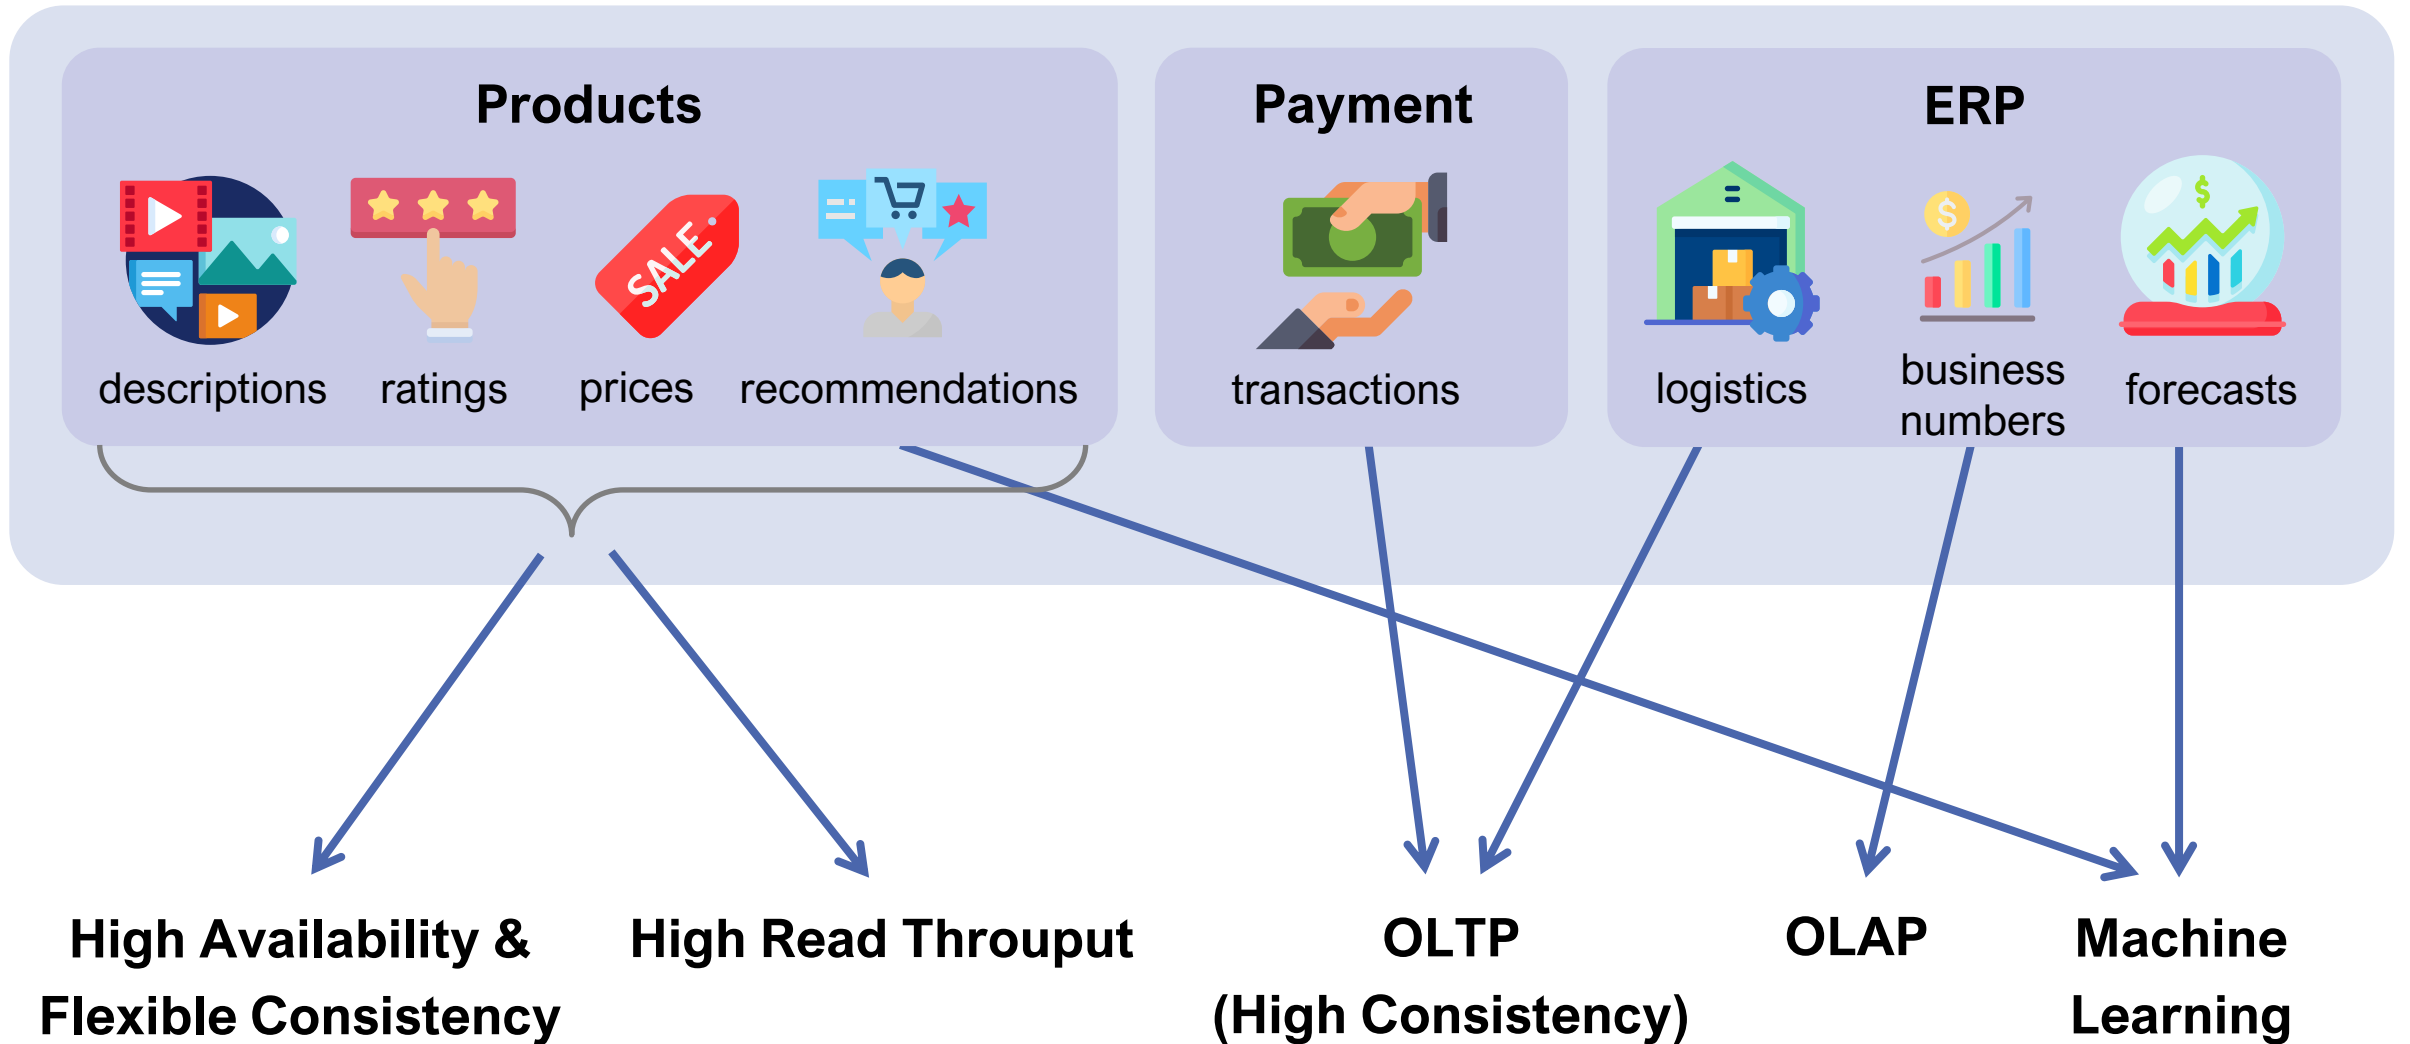 Products
Payment
ERP
SALE
descriptions
ratings
prices
recommendations
transactions
logistics
business
numbers
forecasts
High Availability &
Flexible Consistency
High Read Throuput
OLTP
(High Consistency)
OLAP
Machine
Learning